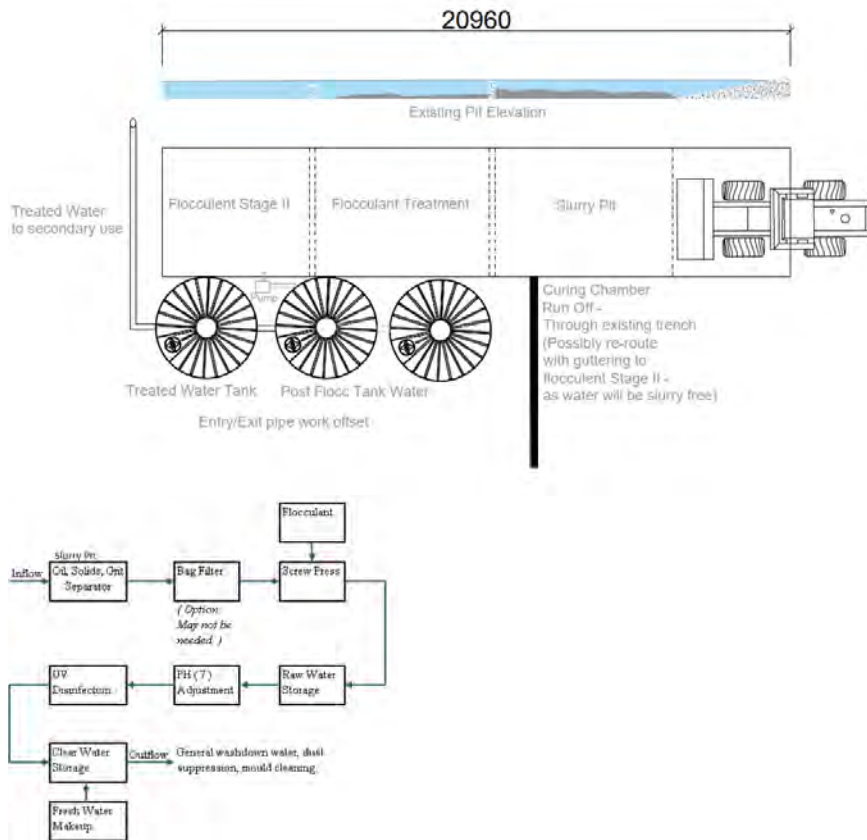 20960
Existing Pit Elevation
Treated Water
to secondary use
Flocculent Stage II
Flocculant Treatment
Slurry Pit
Pump
Curing Chamber
Run Off -
Through existing trench
(Possibly re-route
with guttering to
flocculent Stage II -
as water will be slurry free)
Treated Water Tank
Post Flocc Tank Water
Entry/Exit pipe work offset
Flocculant
Inflow
Slurry Pit
Oil, Solids, Grit
Separator
Bag Filter
Screw Press
( Option
May not be
needed )
UV
Disinfection
PH ( 7 )
Adjustment
Raw Water
Storage
Clear Water
Storage
Outflow
General washdown water, dust
suppression, mould cleaning
Fresh Water
Makeup